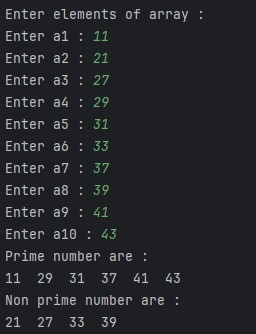 Enter elements of array :
Enter a1 : 11
Enter a2 : 21
Enter a3 : 27
Enter a4 : 29
Enter a5 : 31
Enter a6 : 33
Enter a7 : 37
Enter a8 : 39
Enter a9 : 41
Enter a10 : 43
Prime number are :
11  29  31  37  41  43
Non prime number are :
21  27  33  39